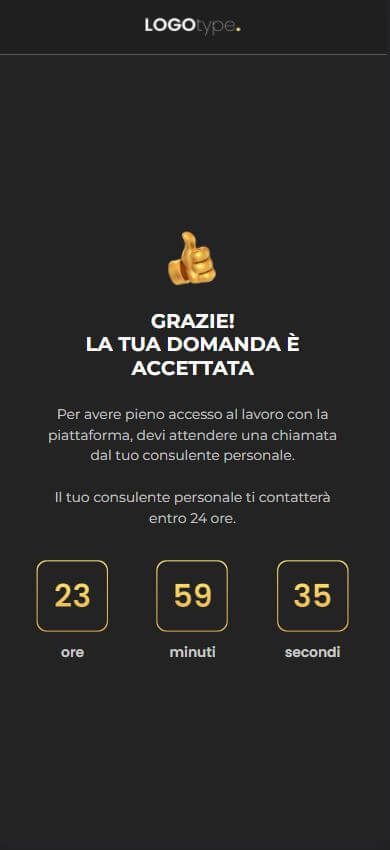 LOGOtype.
GRAZIE!
LA TUA DOMANDA È
ACCETTATA
Per avere pieno accesso al lavoro con la
piattaforma, devi attendere una chiamata
dal tuo consulente personale.
Il tuo consulente personale ti contatterà
entro 24 ore.
23 59 35
ore minuti secondi